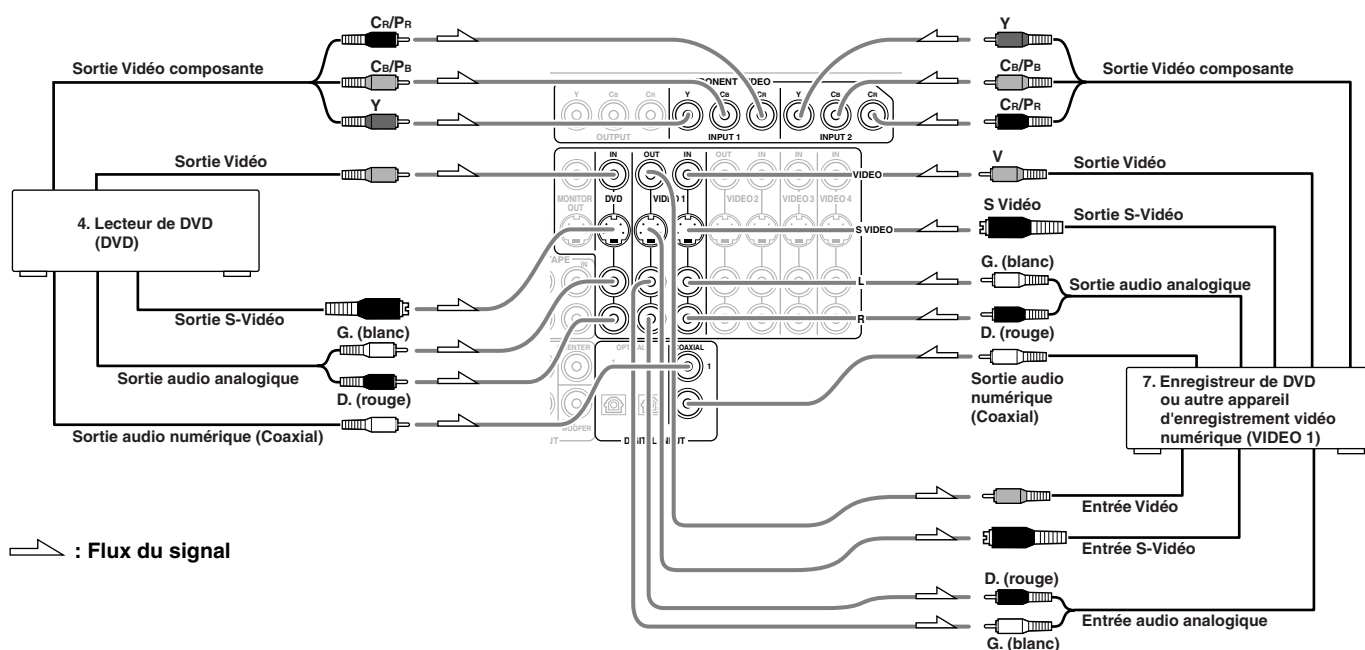 CR/PR
Sortie Vidéo composante
CB/PB
Y
Sortie Vidéo
4. Lecteur de DVD
(DVD)
Sortie S-Vidéo
G. (blanc)
Sortie audio analogique
D. (rouge)
Sortie audio numérique (Coaxial)
: Flux du signal
ONENT VIDEO
Y CB CR Y CB CR Y CB CR
OUTPUT INPUT 1 INPUT 2
IN OUT IN OUT IN IN IN
VIDEO
MONITOR
OUT
DVD VIDEO 1 VIDEO 2 VIDEO 3 VIDEO 4
S VIDEO
TAPE IN
L
R
CENTER OPTICAL COAXIAL
1 1
WOOFER
UT DIGITAL INPUT
Y
CB/PB
Sortie Vidéo composante
CR/PR
V
Sortie Vidéo
S Vidéo
Sortie S-Vidéo
G. (blanc)
Sortie audio analogique
D. (rouge)
Sortie audio
numérique
(Coaxial)
7. Enregistreur de DVD
ou autre appareil
d'enregistrement vidéo
numérique (VIDEO 1)
Entrée Vidéo
Entrée S-Vidéo
D. (rouge)
Entrée audio analogique
G. (blanc)